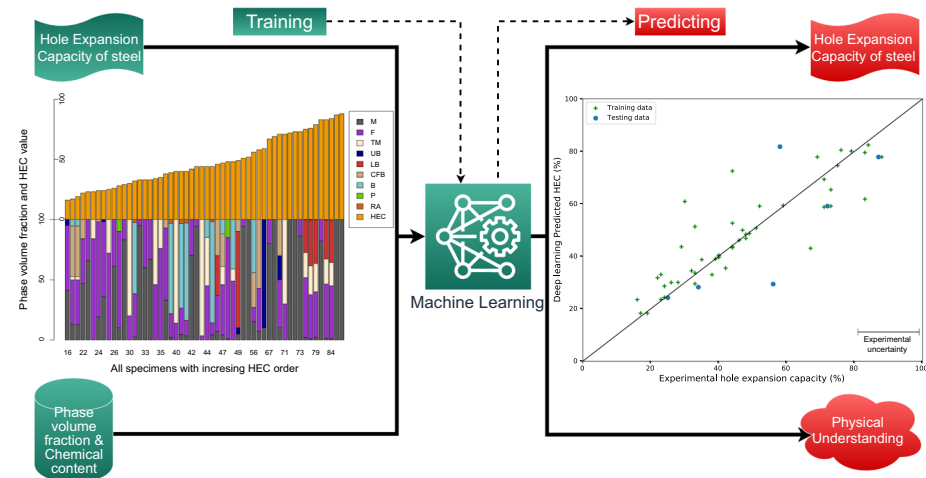 Training
Predicting
Hole Expansion
Capacity of steel
Hole Expansion
Capacity of steel
Phase volume fraction and HEC value
100
50
0
100
50
0
M
F
TM
UB
LB
CFB
B
P
RA
HEC
16 22 24 26 30 33 35 40 42 44 47 49 56 67 71 73 79 84
All specimens with incresing HEC order
Machine Learning
Deep learning Predicted HEC (%)
100
80
60
40
20
0
Training data
Testing data
Experimental
uncertainty
0 20 40 60 80 100
Experimental hole expansion capacity (%)
Phase
volume
fraction &
Chemical
content
Physical
Understanding